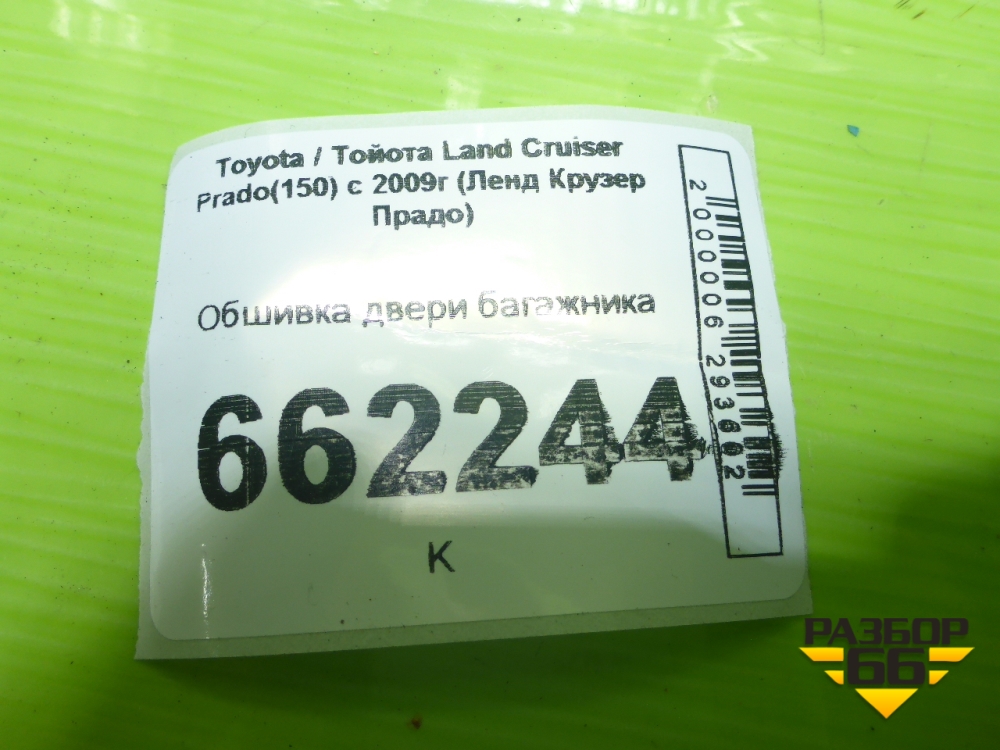 Toyota / Тойота Land Cruiser
Prado(150) с 2009г (Ленд Крузер
Прадо)
Обшивка двери багажника
662244
К
2000006293662
РАЗБОР
66